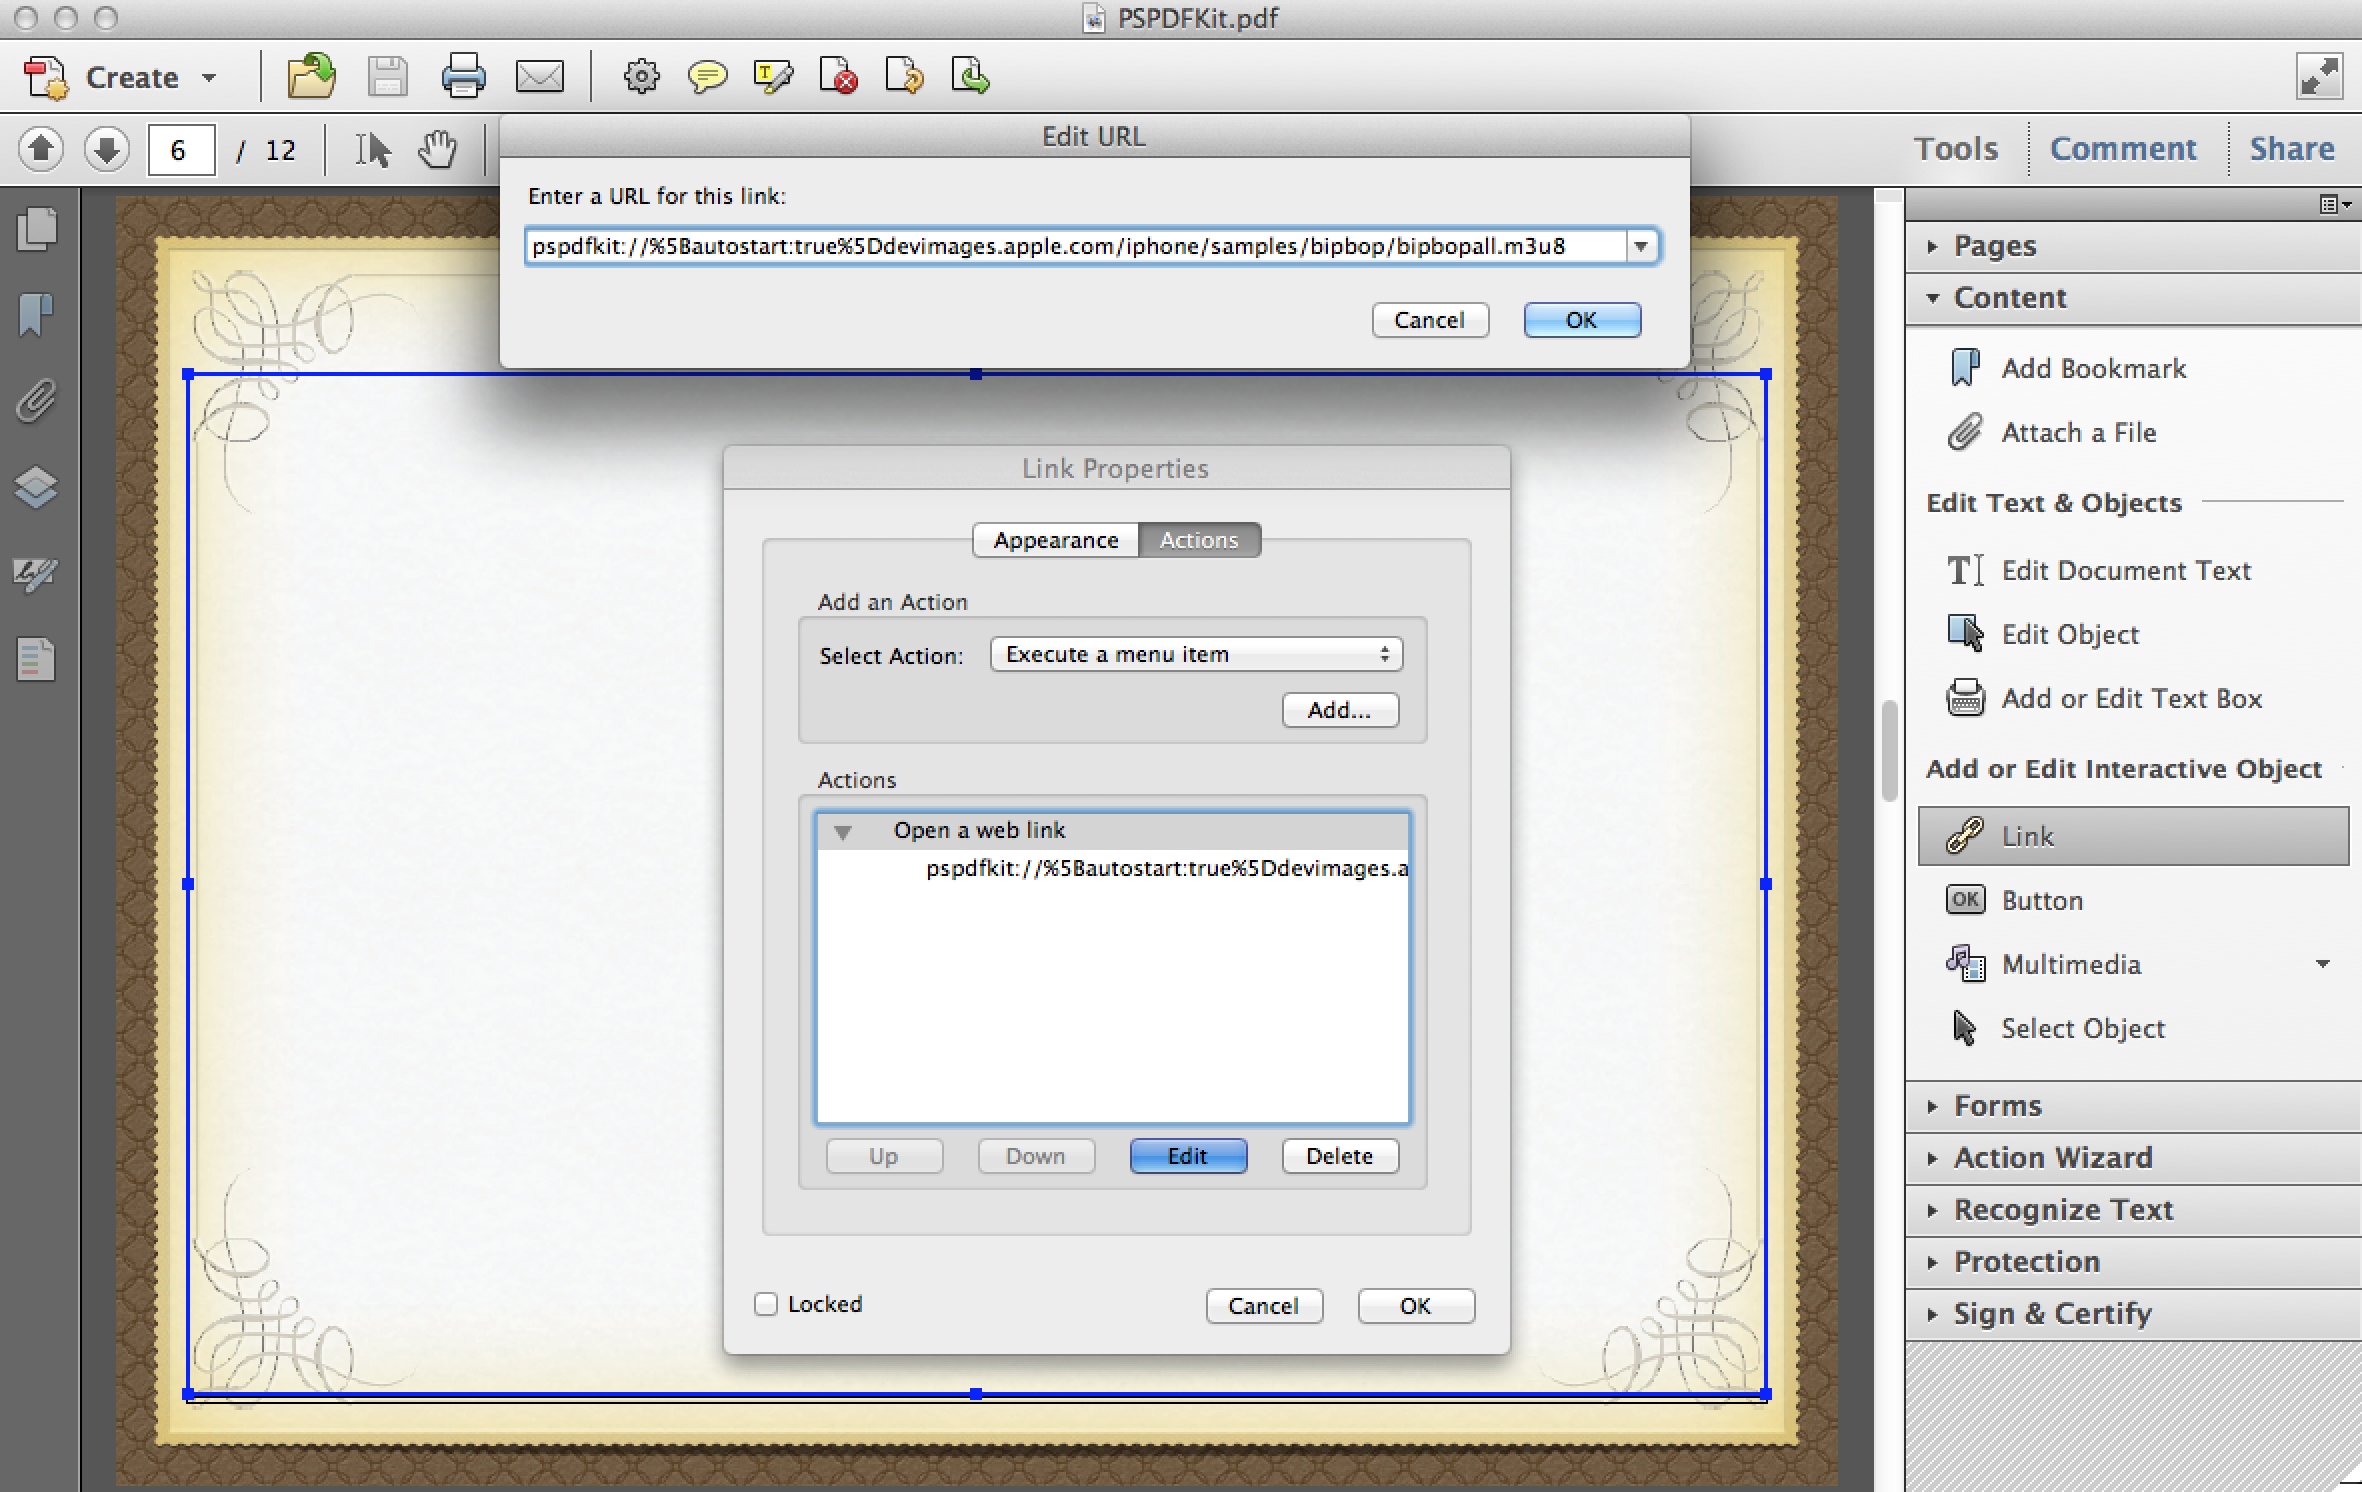 PSPDFKit.pdf
Create
6 / 12
Tools
Comment
Share
Edit URL
Enter a URL for this link:
pspdfkit://%5Bautostart:true%5Ddevimages.apple.com/iphone/samples/bipbop/bipbopall.m3u8
Cancel
OK
Link Properties
Appearance
Actions
Add an Action
Select Action:
Execute a menu item
Add...
Actions
Open a web link
pspdfkit://%5Bautostart:true%5Ddevimages.a
Up
Down
Edit
Delete
Locked
Cancel
OK
Pages
Content
Add Bookmark
Attach a File
Edit Text & Objects
T
Edit Document Text
Edit Object
Add or Edit Text Box
Add or Edit Interactive Object
Link
OK
Button
Multimedia
Select Object
Forms
Action Wizard
Recognize Text
Protection
Sign & Certify